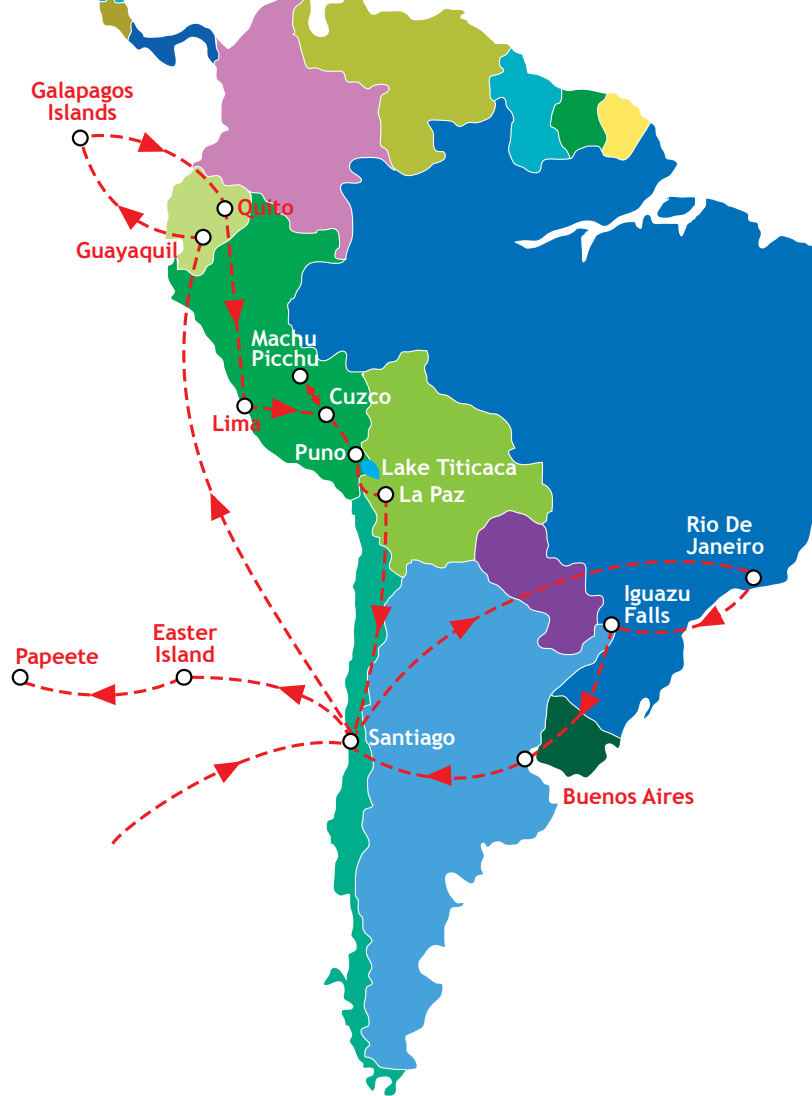 Galapagos
Islands
Quito
Guayaquil
Machu
Picchu
Cuzco
Lima
Puno
Lake Titicaca
La Paz
Rio De
Janeiro
Iguazu
Falls
Easter
Island
Papeete
Santiago
Buenos Aires